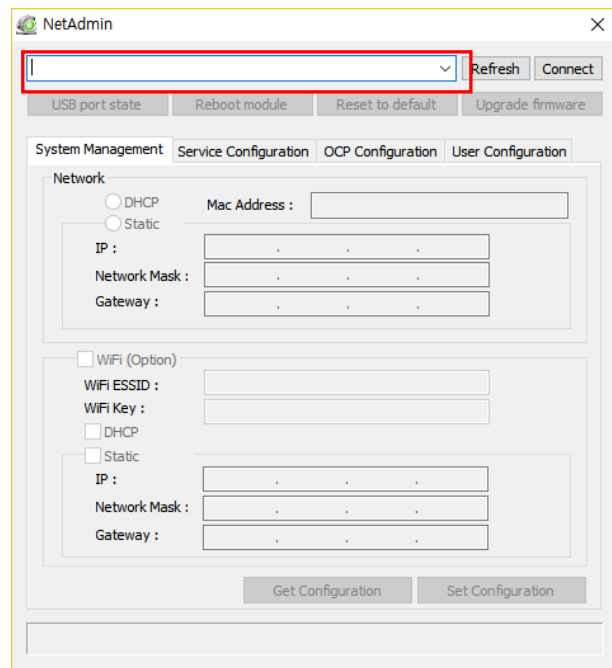 NetAdmin
Refresh Connect
USB port state Reboot module Reset to default Upgrade firmware
System Management Service Configuration OCP Configuration User Configuration
Network
DHCP Mac Address :
Static
IP : . . .
Network Mask : . . .
Gateway : . . .
WiFi (Option)
WiFi ESSID :
WiFi Key :
DHCP
Static
IP : . . .
Network Mask : . . .
Gateway : . . .
Get Configuration Set Configuration